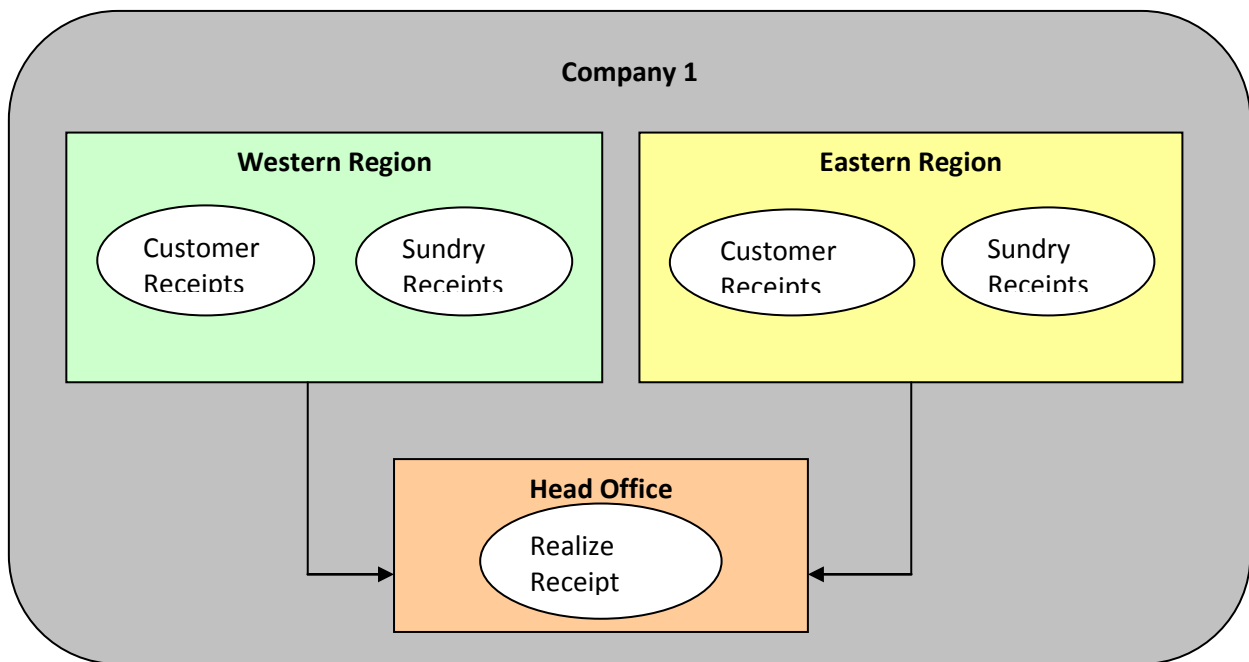 Company 1
Western Region
Customer
Receipts
Sundry
Receipts
Eastern Region
Customer
Receipts
Sundry
Receipts
Head Office
Realize
Receipt